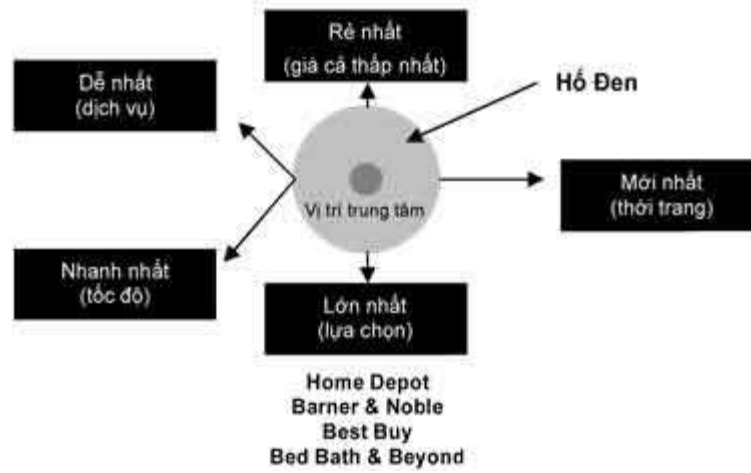 Rẻ nhất
(giá cả thấp nhất)
Dễ nhất
(dịch vụ)
Hố Đen
Vị trí trung tâm
Mới nhất
(thời trang)
Nhanh nhất
(tốc độ)
Lớn nhất
(lựa chọn)
Home Depot
Barner & Noble
Best Buy
Bed Bath & Beyond